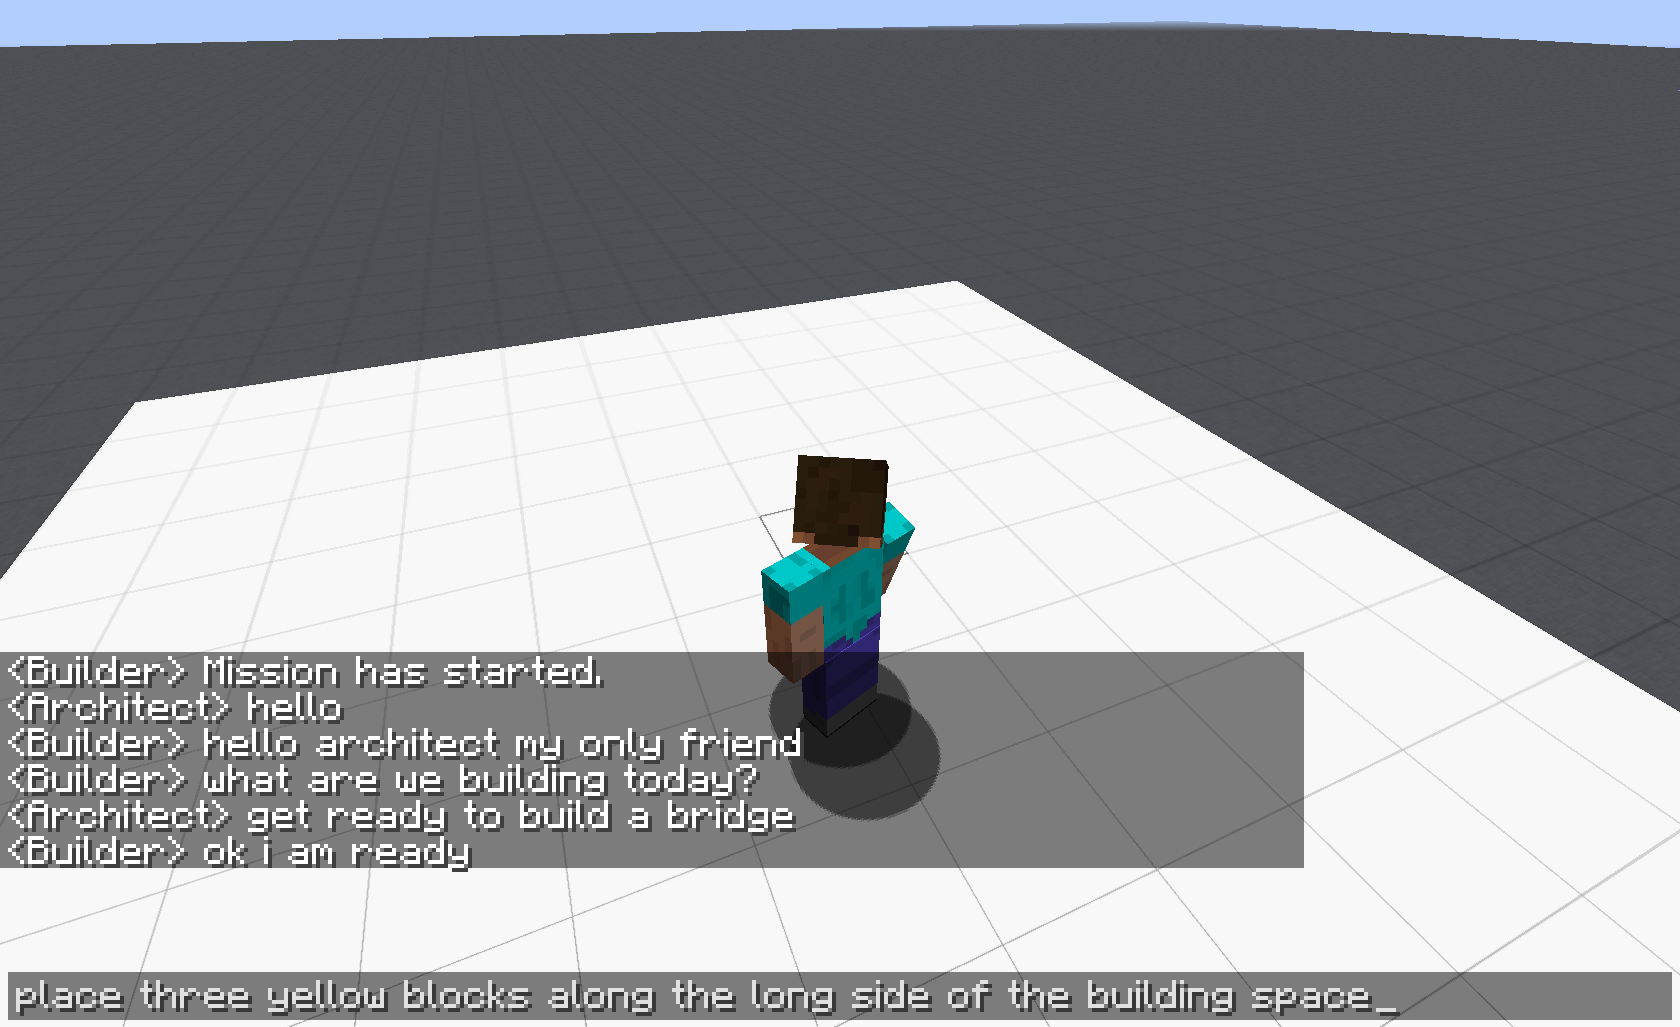 <Builder> Mission has started.
<Architect> hello
<Builder> hello architect my only friend
<Builder> what are we building today?
<Architect> get ready to build a bridge
<Builder> ok i am ready
place three yellow blocks along the long side of the building space_